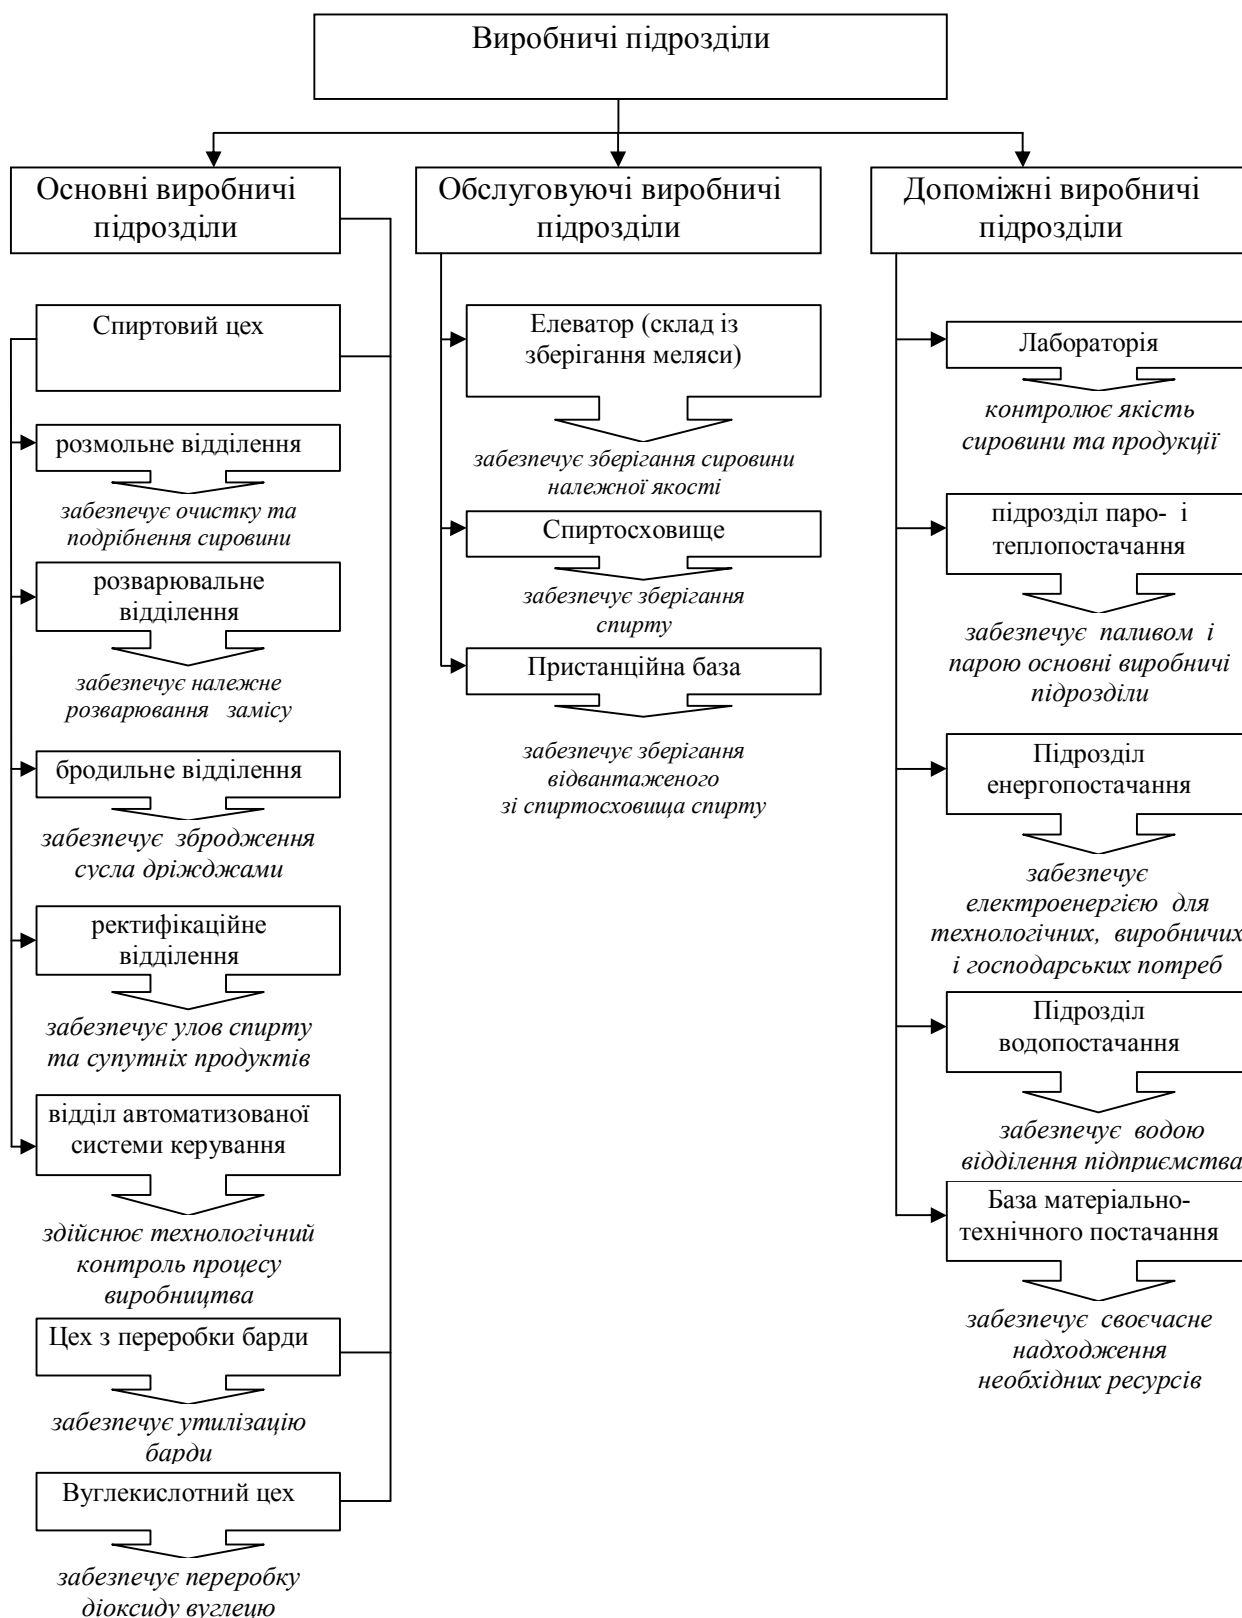 Виробничі підрозділи
Основні виробничі
підрозділи
Спиртовий цех
розмольне відділення
забезпечує очистку та
подрібнення сировини
розварювальне
відділення
забезпечує належне
розварювання замісу
бродильне відділення
забезпечує збродження
сусла дріжджами
ректифікаційне
відділення
забезпечує улов спирту
та супутніх продуктів
відділ автоматизованої
системи керування
здійснює технологічний
контроль процесу
виробництва
Цех з переробки барди
забезпечує утилізацію
барди
Вуглекислотний цех
забезпечує переробку
діоксиду вуглецю
Обслуговуючі виробничі
підрозділи
Елеватор (склад із
зберігання меляси)
забезпечує зберігання сировини
належної якості
Спиртосховище
забезпечує зберігання
спирту
Пристанційна база
забезпечує зберігання
відвантаженого
зі спиртосховища спирту
Допоміжні виробничі
підрозділи
Лабораторія
контролює якість
сировини та продукції
підрозділ паро- і
теплопостачання
забезпечує паливом і
парою основні виробничі
підрозділи
Підрозділ
енергопостачання
забезпечує
електроенергією для
технологічних, виробничих
і господарських потреб
Підрозділ
водопостачання
забезпечує водою
відділення підприємства
База матеріально-
технічного постачання
забезпечує своєчасне
надходження
необхідних ресурсів